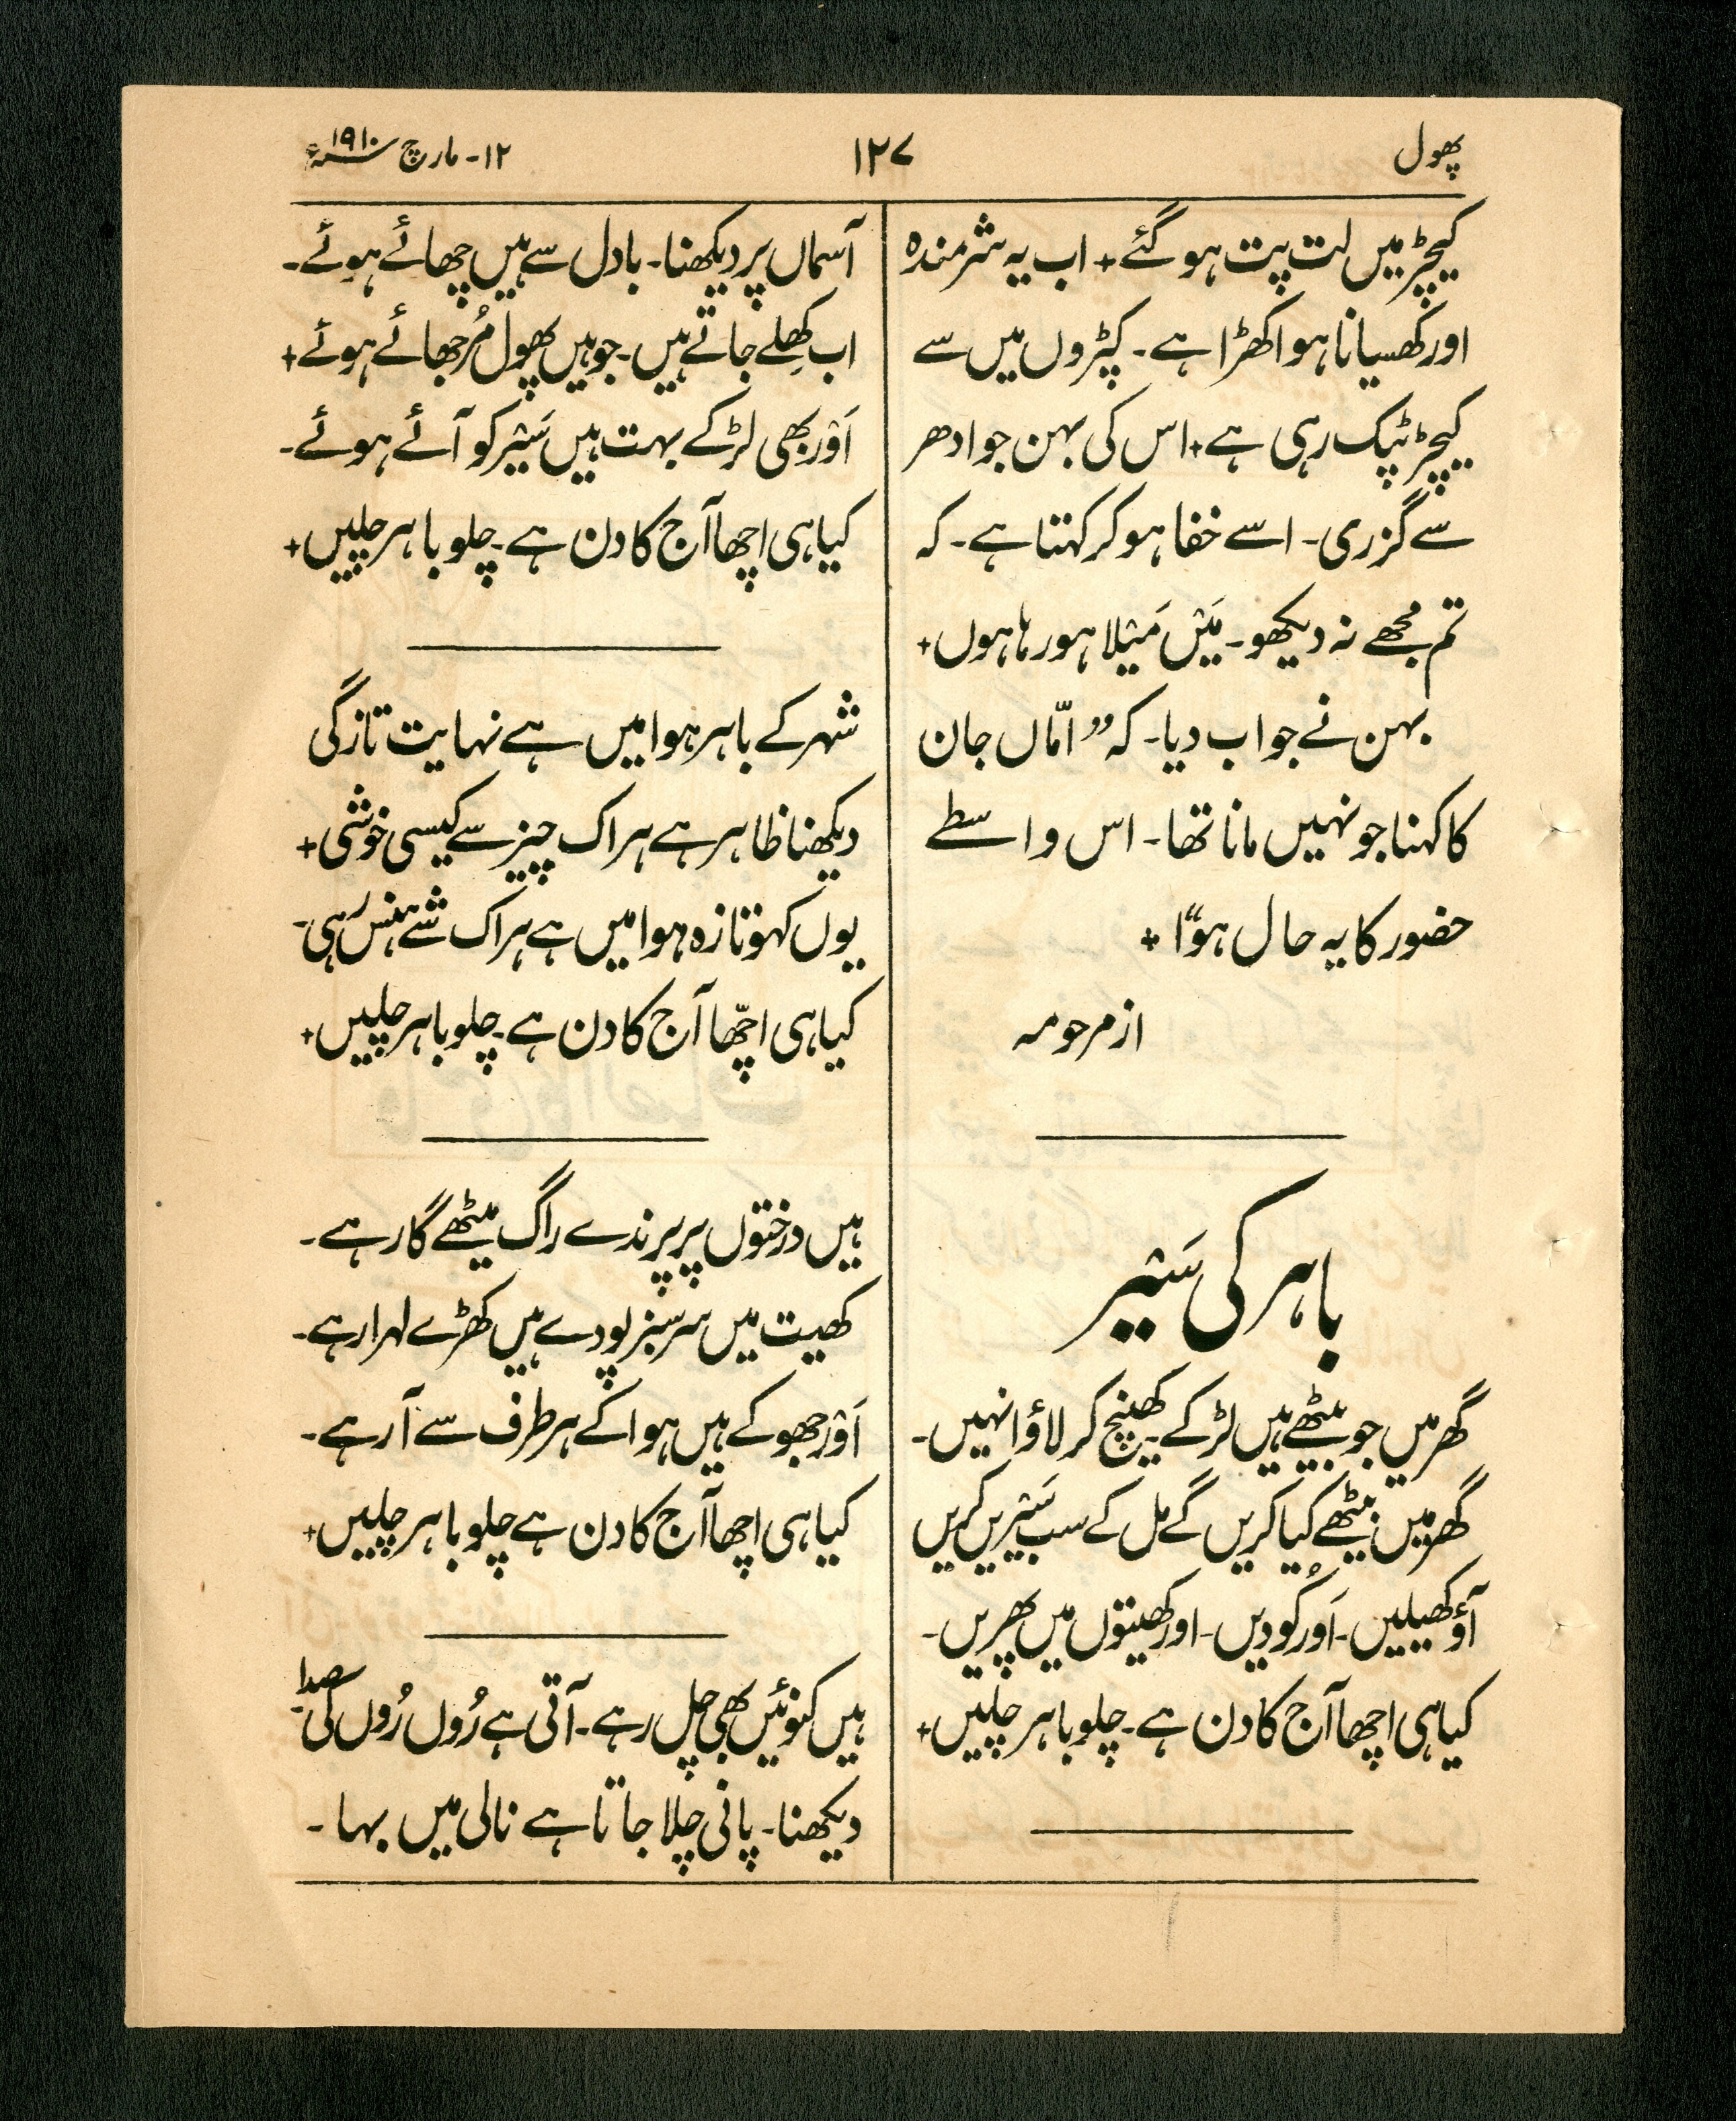 پھول
۱۲۷
۱۲- مارچ ۱۹۱۰ء
کیچڑ میں لت پت ہو گئے + اب یہ شرمندہ
اور کھسیانا ہوا کھڑا ہے۔ کپڑوں میں سے
کیچڑ ٹپک رہی ہے + اس کی بہن جو ادھر
سے گزری۔ اسے خفا ہو کر کہتا ہے۔ کہ
تم مجھے نہ دیکھو۔ مَیں مَیلا ہو رہا ہوں +
بہن نے جواب دیا۔ کہ ”اماّں جان
کا کہنا جو نہیں مانا تھا۔ اس واسطے
حضور کا یہ حال ہوٴا“ +
از مرحومہ
باہر کی سَیر
گھر میں جو بیٹھے ہیں لڑکے۔ کھینچ کر لاؤ انہیں۔
گھر میں بیٹھے کیا کریں گے مل کے سب سَیریں کریں
آؤ کھیلیں۔ اَور کُودیں۔ اور کھیتوں میں پھریں۔
کیا ہی اچھا آج کا دن ہے۔ چلو باہر چلیں +
آسماں پر دیکھنا۔ بادل سے ہیں چھائے ہوئے۔
اب کھِلے جاتے ہیں۔ جو ہیں پھول مُرجھائے ہوئے +
اَور بھی لڑکے بہت ہیں سَیر کو آئے ہوئے۔
کیا ہی اچھا آج کا دن ہے۔ چلو باہر چلیں +
شہر کے باہر ہوا میں ہے نہایت تازگی
دیکھنا ظاہر ہے ہر اک چیز سے کیسی خوشی +
یوں کہو تازہ ہوا میں ہے ہر اک شے ہنس رہی۔
کیا ہی اچّھا آج کا دن ہے۔ چلو باہر چلیں +
ہیں درختوں پر پرندے راگ میٹھے گا رہے۔
کھیت میں سرسبز پودے ہیں کھڑے لہرا رہے۔
اَور جھوکے ہیں ہوا کے ہر طرف سے آ رہے۔
کیا ہی اچھا آج کا دن ہے چلو باہر چلیں +
ہیں کنوئیں بھی چل رہے۔ آتی ہے رُوں رُوں کی صدا۔
دیکھنا۔ پانی چلا جاتا ہے نالی میں بہا۔